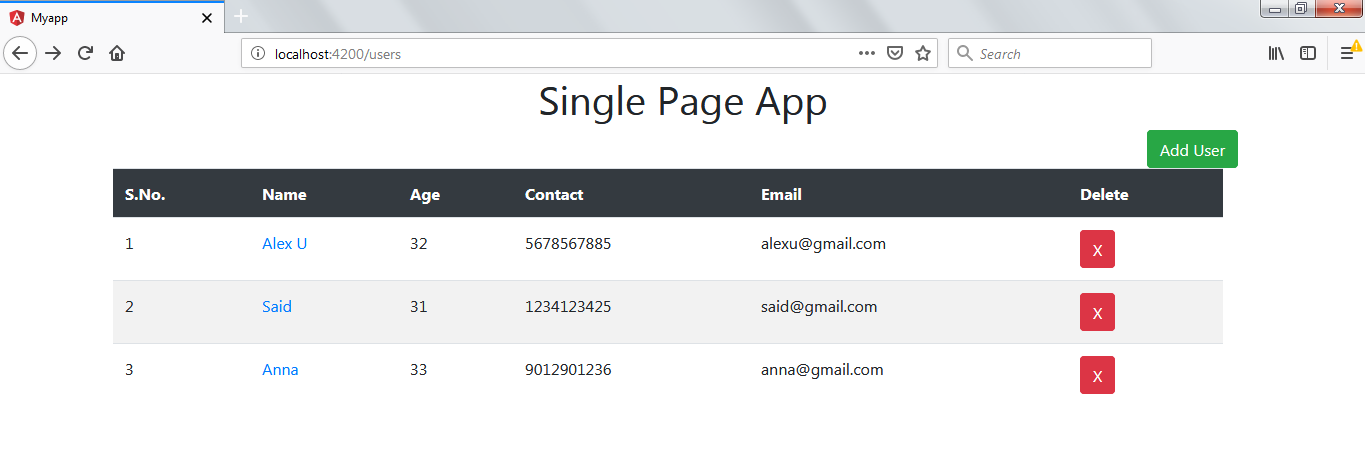 Myapp
localhost:4200/users
Search
Single Page App
Add User
S.No. Name Age Contact Email Delete
1 Alex U 32 5678567885 alexu@gmail.com X
2 Said 31 1234123425 said@gmail.com X
3 Anna 33 9012901236 anna@gmail.com X